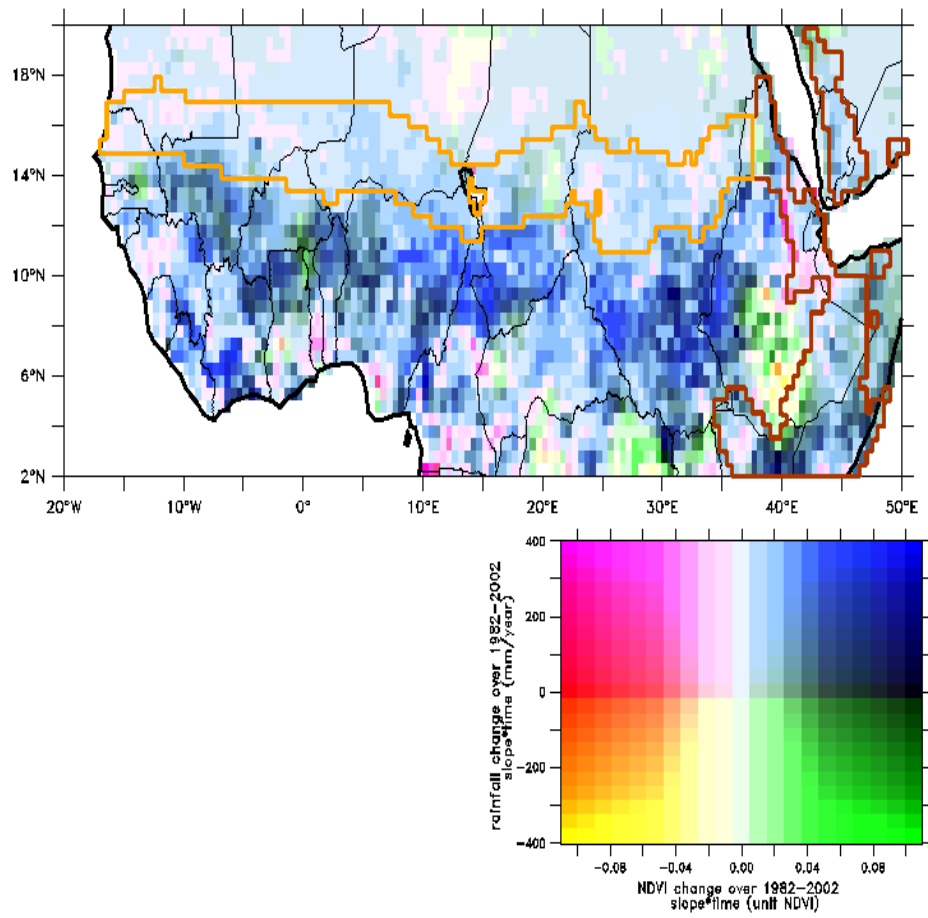 18°N
14°N
10°N
6°N
2°N
20°W 10°W 0° 10°E 20°E 30°E 40°E 50°E
rainfall change over 1982-2002
slope*time (mm/year)
400
200
0
-200
-400
-0.08 -0.04 0.00 0.04 0.08
NDVI change over 1982-2002
slope*time (unit NDVI)